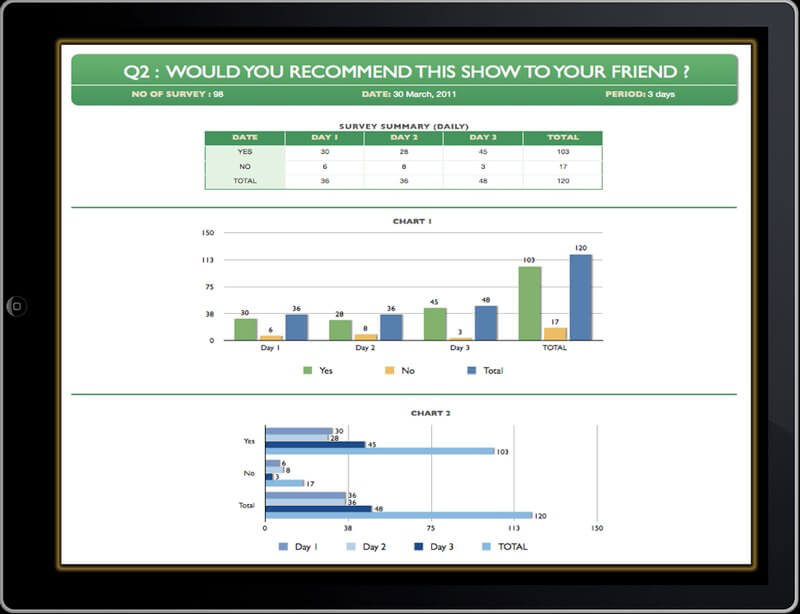 Q2 : WOULD YOU RECOMMEND THIS SHOW TO YOUR FRIEND ?
NO OF SURVEY : 98 DATE: 30 March, 2011 PERIOD: 3 days
SURVEY SUMMARY (DAILY)
DATE DAY 1 DAY 2 DAY 3 TOTAL
YES 30 28 45 103
NO 6 8 3 17
TOTAL 36 36 48 120
CHART 1
150
113
75
38
0
30 6 36 28 8 36 45 3 48 103 17 120
Day 1 Day 2 Day 3 TOTAL
Yes No Total
CHART 2
Yes 30
28
45
103
No 6
8
3
17
Total 36
36
48
120
0 38 75 113 150
Day 1 Day 2 Day 3 TOTAL